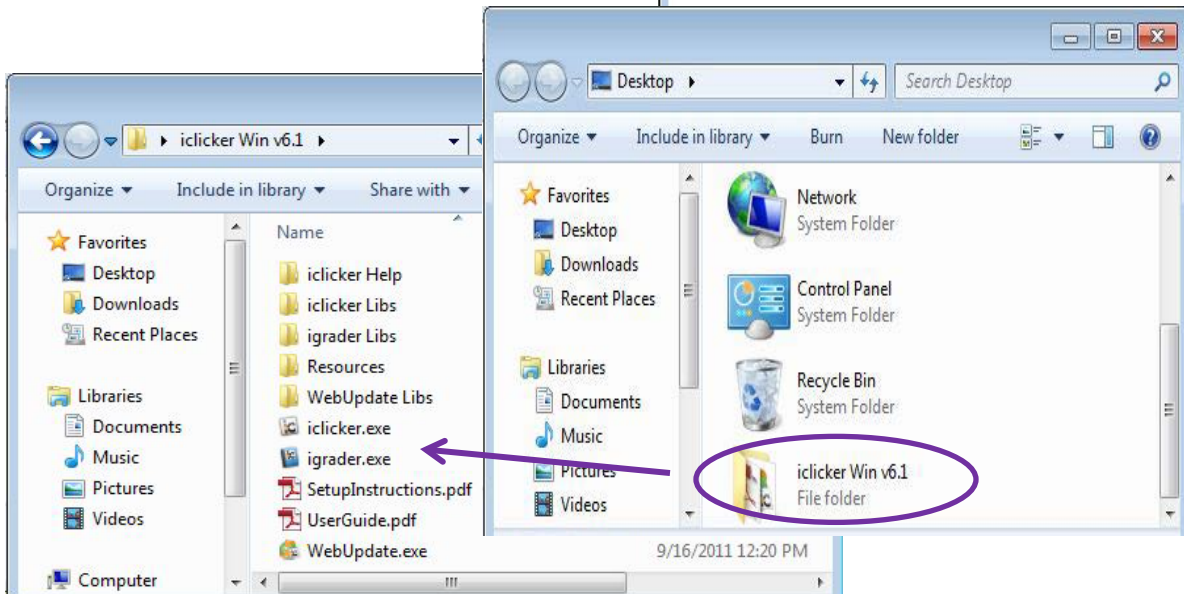 iclicker Win v6.1
Organize
Include in library
Share with
Favorites
Desktop
Downloads
Recent Places
Libraries
Documents
Music
Pictures
Videos
Computer
Name
iclicker Help
iclicker Libs
igrader Libs
Resources
WebUpdate Libs
iclicker.exe
igrader.exe
SetupInstructions.pdf
UserGuide.pdf
WebUpdate.exe
9/16/2011 12:20 PM
Desktop
Search Desktop
Organize
Include in library
Burn
New folder
Favorites
Desktop
Downloads
Recent Places
Libraries
Documents
Music
Pictures
Videos
Network
System Folder
Control Panel
System Folder
Recycle Bin
System Folder
iclicker Win v6.1
File folder